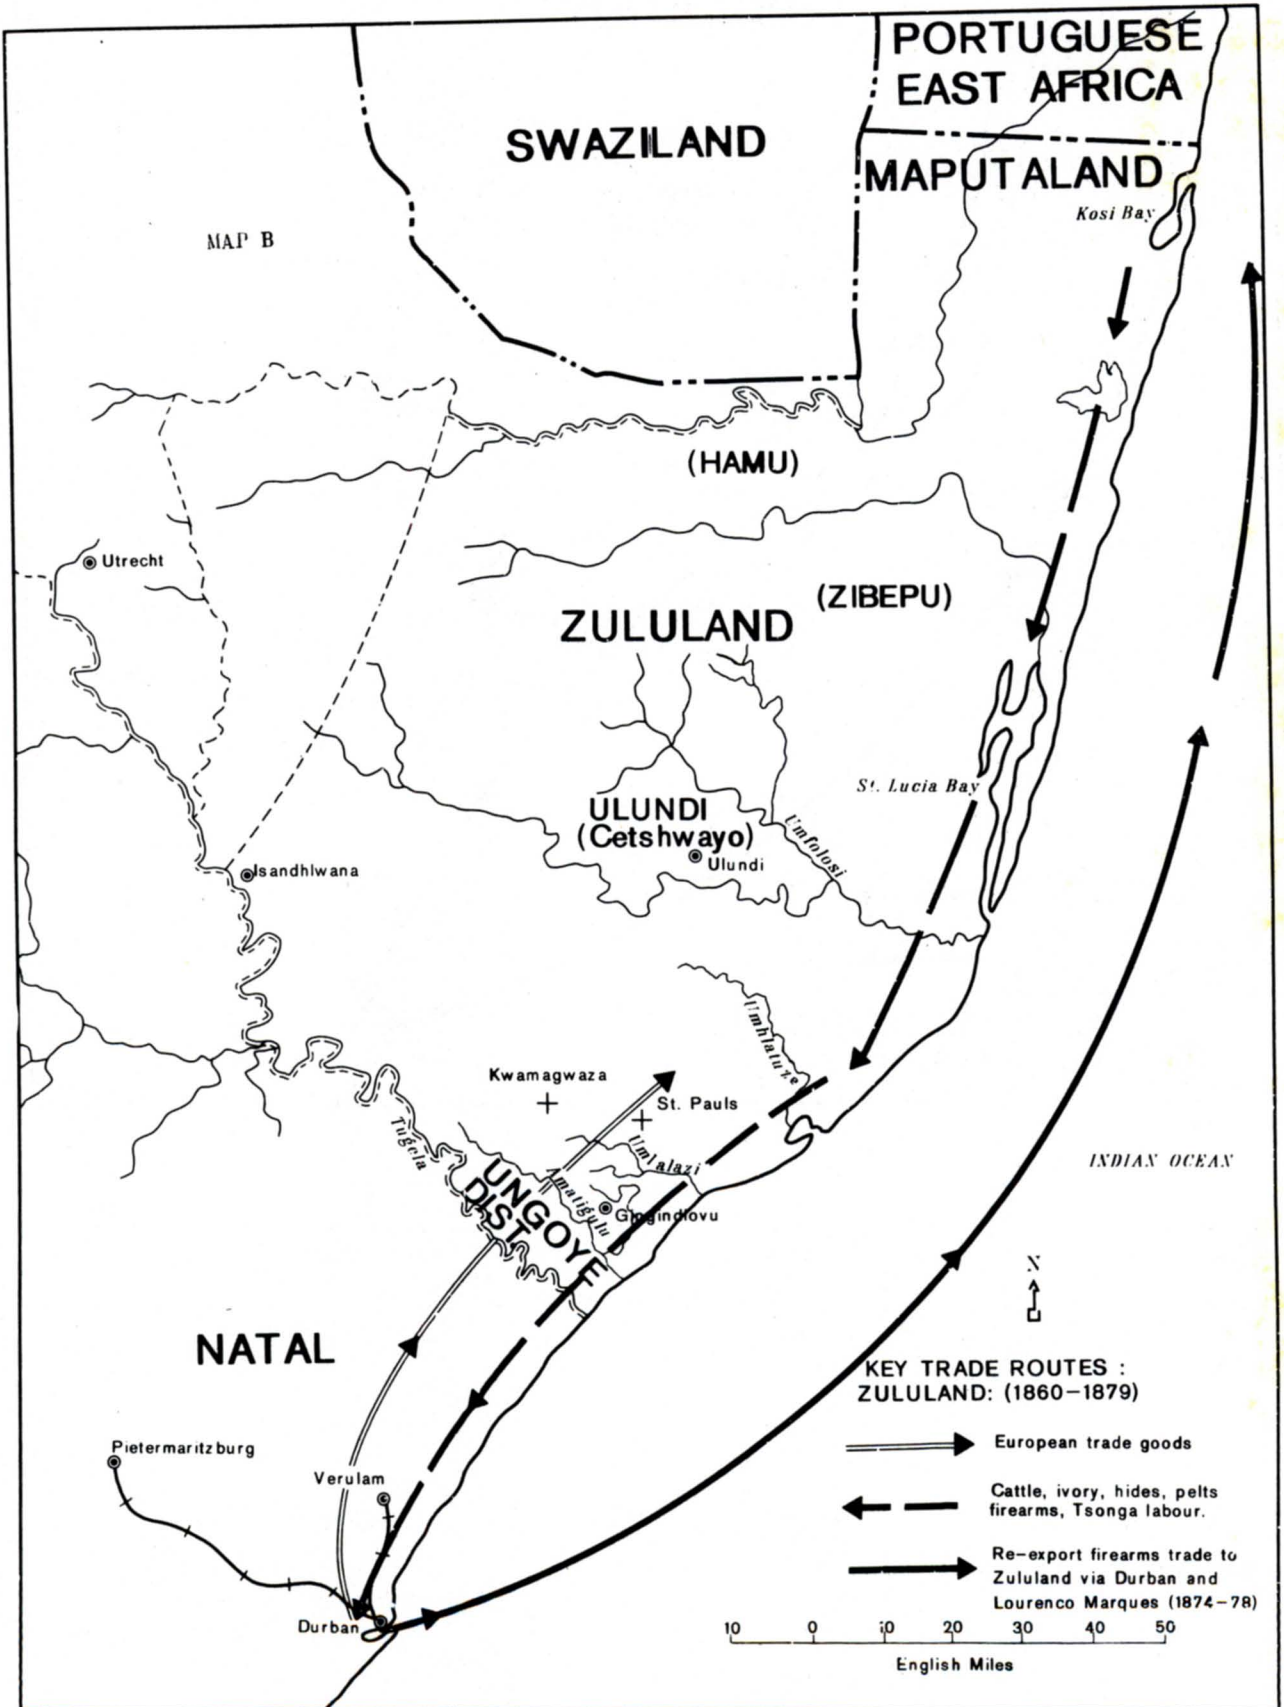 PORTUGUESE
EAST AFRICA
SWAZILAND
MAPUTALAND
Kosi Bay
MAP B
(HAMU)
Utrecht
(ZIBEPU)
ZULULAND
St. Lucia Bay
ULUNDI
(Cetshwayo)
Ulundi
Umfolosi
Isandhlwana
Umhlatuze
Kwamagwaza
St. Pauls
Tugela
Umlalazi
INDIAN OCEAN
UNGOYE
DIST.
Amatigulu
Gingindlovu
N
NATAL
KEY TRADE ROUTES :
ZULULAND: (1860–1879)
European trade goods
Pietermaritzburg
Verulam
Cattle, ivory, hides, pelts
firearms, Tsonga labour.
Re–export firearms trade to
Zululand via Durban and
Lourenco Marques (1874–78)
Durban
10 0 10 20 30 40 50
English Miles